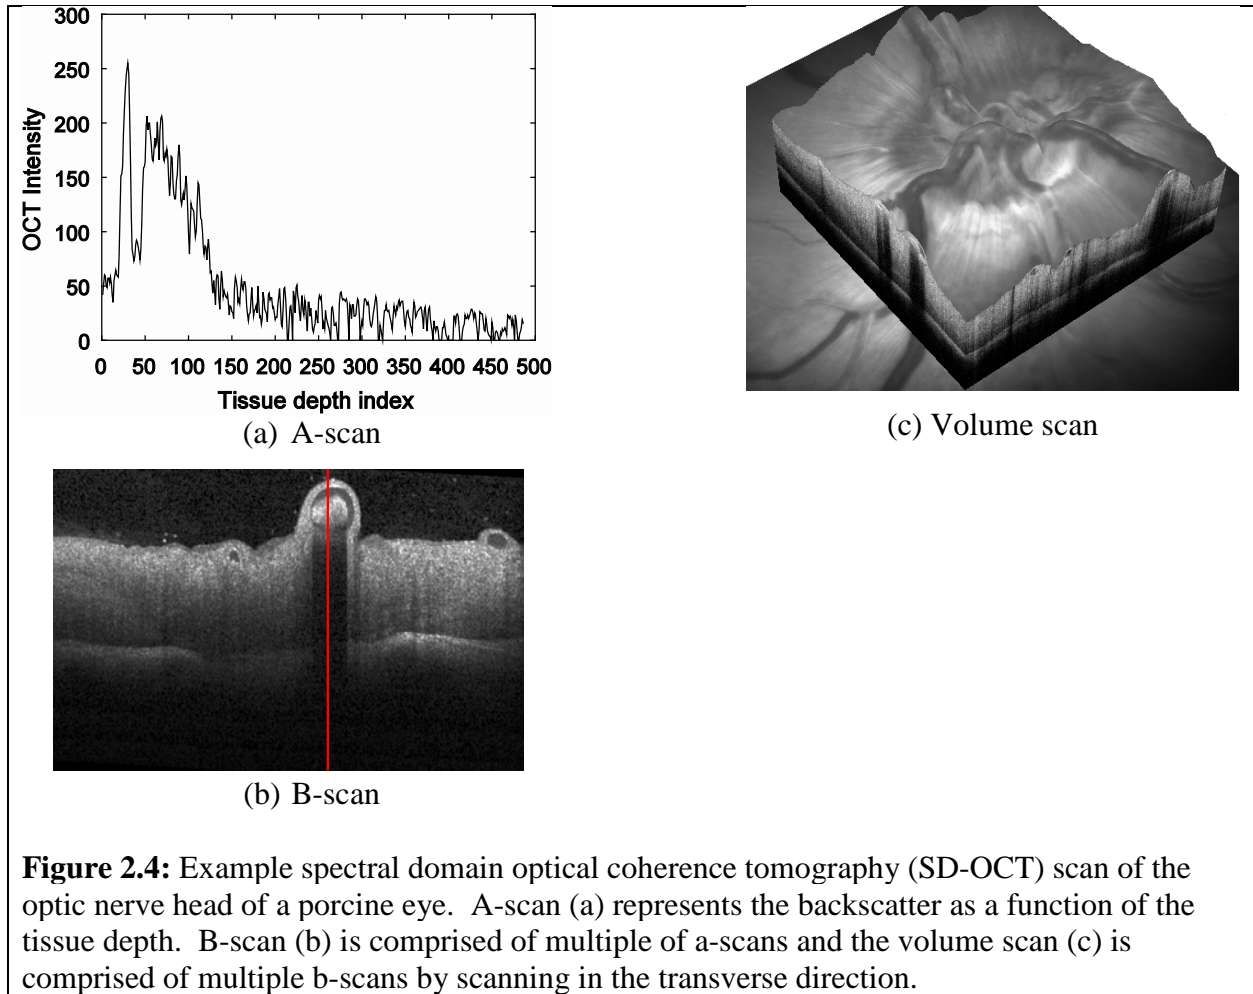 300
250
200
150
100
50
0
OCT Intensity
0 50 100 150 200 250 300 350 400 450 500
Tissue depth index
(a) A-scan
(c) Volume scan
(b) B-scan
Figure 2.4: Example spectral domain optical coherence tomography (SD-OCT) scan of the
optic nerve head of a porcine eye. A-scan (a) represents the backscatter as a function of the
tissue depth. B-scan (b) is comprised of multiple of a-scans and the volume scan (c) is
comprised of multiple b-scans by scanning in the transverse direction.